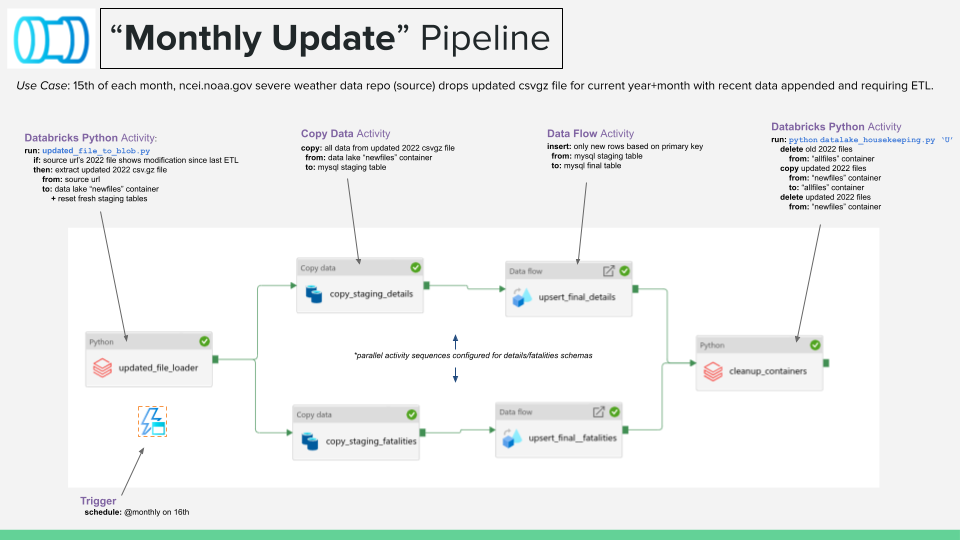 “Monthly Update” Pipeline
Use Case: 15th of each month, ncei.noaa.gov severe weather data repo (source) drops updated csvgz file for current year+month with recent data appended and requiring ETL.
Databricks Python Activity:
run: updated_file_to_blob.py
if: source url's 2022 file shows modification since last ETL
then: extract updated 2022 csv.gz file
from: source url
to: data lake “newfiles” container
+ reset fresh staging tables
Copy Data Activity
copy: all data from updated 2022 csvgz file
from: data lake “newfiles” container
to: mysql staging table
Data Flow Activity
insert: only new rows based on primary key
from: mysql staging table
to: mysql final table
Databricks Python Activity
run: python datalake_housekeeping.py 'U'
delete old 2022 files
from: “allfiles” container
copy updated 2022 files
from: “newfiles” container
to: “allfiles” container
delete updated 2022 files
from: “newfiles” container
Copy data
copy_staging_details
Data flow
upsert_final_details
Python
updated_file_loader
*parallel activity sequences configured for details/fatalities schemas
Python
cleanup_containers
Copy data
copy_staging_fatalities
Data flow
upsert_final__fatalities
Trigger
schedule: @monthly on 16th